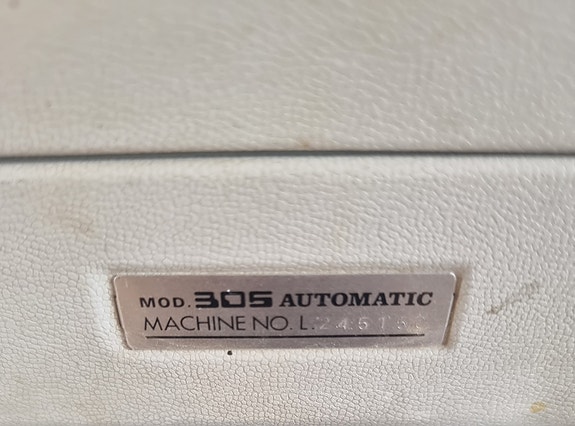 MOD. 305 AUTOMATIC
MACHINE NO. L.